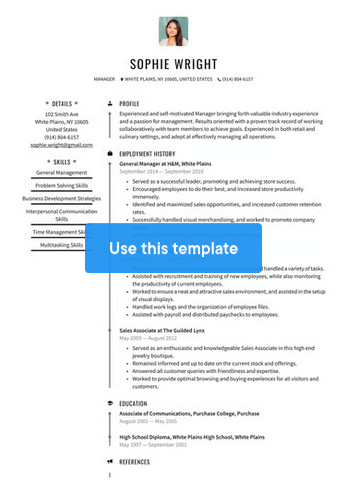 SOPHIE WRIGHT
MANAGER WHITE PLAINS, NY 10605, UNITED STATES (914) 804-6157
DETAILS
102 Smith Ave
White Plains, NY 10605
United States
(914) 804-6157
sophie.wright@gmail.com
SKILLS
General Management
Problem Solving Skills
Business Development Strategies
Interpersonal Communication
Skills
Time Management Skills
Multitasking Skills
PROFILE
Experienced and self-motivated Manager bringing forth valuable industry experience
and a passion for management. Results oriented with a proven track record of working
collaboratively with team members to achieve goals. Experienced in both retail and
culinary settings, and adept at effectively managing all operations.
EMPLOYMENT HISTORY
General Manager at H&M, White Plains
September 2014 — September 2019
• Served as a successful leader, promoting and achieving store success.
• Encouraged employees to do their best, and increased store productivity
immensely.
• Identified and maximized sales opportunities, and increased customer retention
rates.
• Successfully handled visual merchandising, and worked to promote company
Use this template
handled a variety of tasks.
• Assisted with recruitment and training of new employees, while also monitoring
the productivity of current employees.
• Worked to ensure a neat and attractive sales environment, and assisted in the setup
of visual displays.
• Handled work logs and the organization of employee files.
• Assisted with payroll and distributed paychecks to employees.
Sales Associate at The Guilded Lynx
May 2009 — August 2012
• Served as an enthusiastic and knowledgeable Sales Associate in this high end
jewelry boutique.
• Remained informed and up to date on the current stock and offerings.
• Answered all customer queries with friendliness and expertise.
• Worked to provide optimal browsing and buying experiences for all visitors and
customers.
EDUCATION
Associate of Communications, Purchase College, Purchase
August 2001 — May 2005
High School Diploma, White Plains High School, White Plains
May 1997 — September 2001
REFERENCES